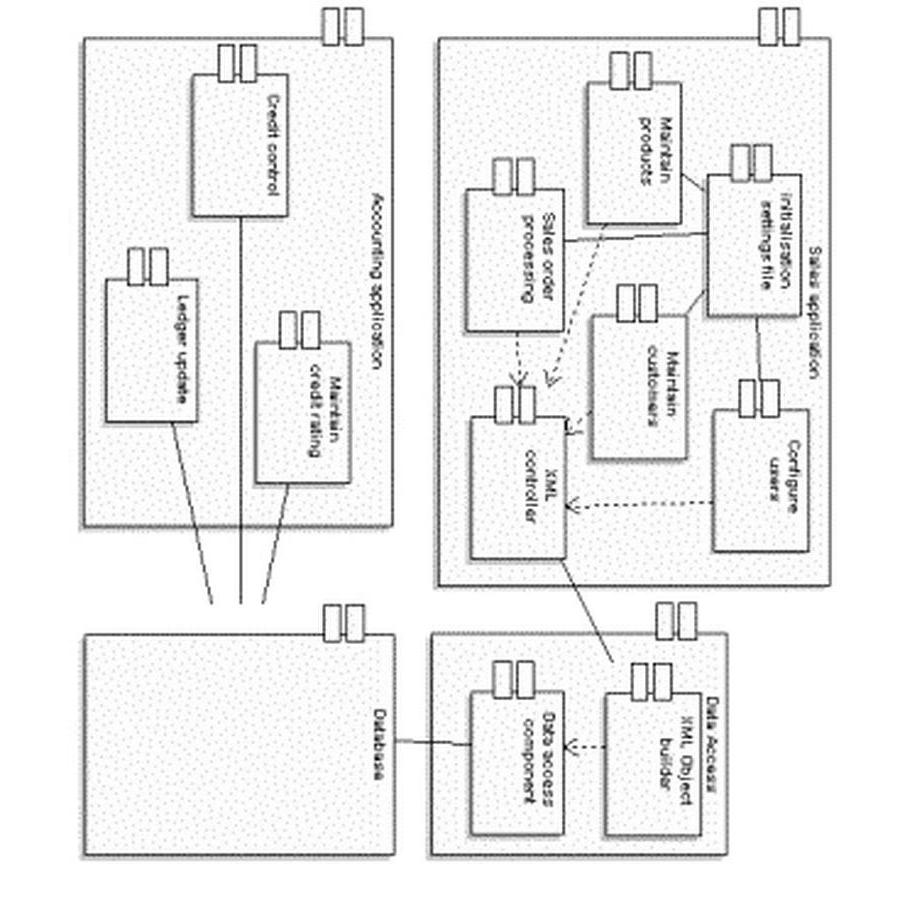 Sales application
initialisation
settings file
Configure
users
Maintain
products
Maintain
customers
Sales order
processing
XML
controller
Data Access
XML Object
builder
Data access
component
Accounting application
Maintain
credit rating
Credit control
Ledger update
Database